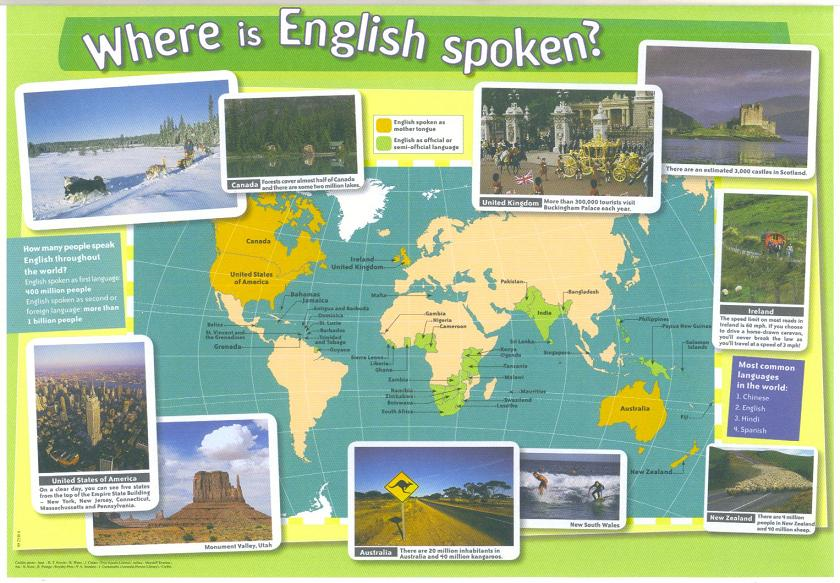 Where is English spoken?
English spoken as
mother tongue
English as official or
semi-official language
Canada
Forests cover almost half of Canada
and there are some two million lakes.
United Kingdom
More than 300,000 tourists visit
Buckingham Palace each year.
There are an estimated 3,000 castles in Scotland.
How many people speak
English throughout
the world?
English spoken as first language:
400 million people
English spoken as second or
foreign language: more than
1 billion people
Canada
United States
of America
Ireland
United Kingdom
Malta
Bahamas
Jamaica
Antigua and Barbuda
Dominica
St. Lucia
Barbados
Trinidad
and Tobago
Guyana
Belize
St. Vincent and
the Grenadines
Grenada
Gambia
Nigeria
Cameroon
Sierra Leone
Liberia
Ghana
Zambia
Namibia
Zimbabwe
Botswana
South Africa
Kenya
Uganda
Tanzania
Malawi
Mauritius
Swaziland
Lesotho
Pakistan
Bangladesh
India
Sri Lanka
Singapore
Philippines
Papua New Guinea
Solomon
Islands
Fiji
Australia
New Zealand
Ireland
The speed limit on most roads in
Ireland is 60 mph. If you choose
to drive a horse-drawn caravan,
you'll never break the law as
you'll travel at a speed of 3 mph!
Most common
languages
in the world:
1. Chinese
2. English
3. Hindi
4. Spanish
United States of America
On a clear day, you can see five states
from the top of the Empire State Building
– New York, New Jersey, Connecticut,
Massachusetts and Pennsylvania.
Monument Valley, Utah
Australia
There are 20 million inhabitants in
Australia and 40 million kangaroos.
New South Wales
New Zealand
There are 4 million
people in New Zealand
and 40 million sheep.